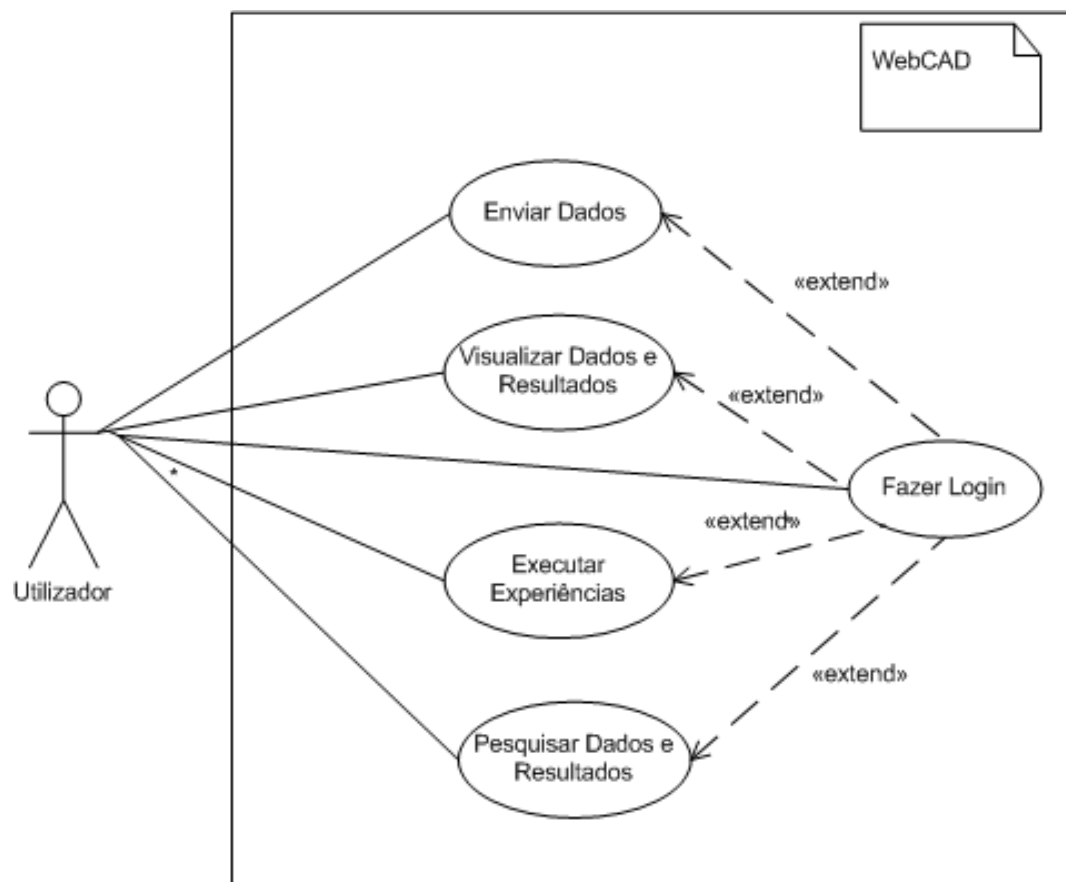 WebCAD
Enviar Dados
«extend»
Visualizar Dados e
Resultados
«extend»
Fazer Login
*
«extend»
Executar
Experiências
Utilizador
«extend»
Pesquisar Dados e
Resultados